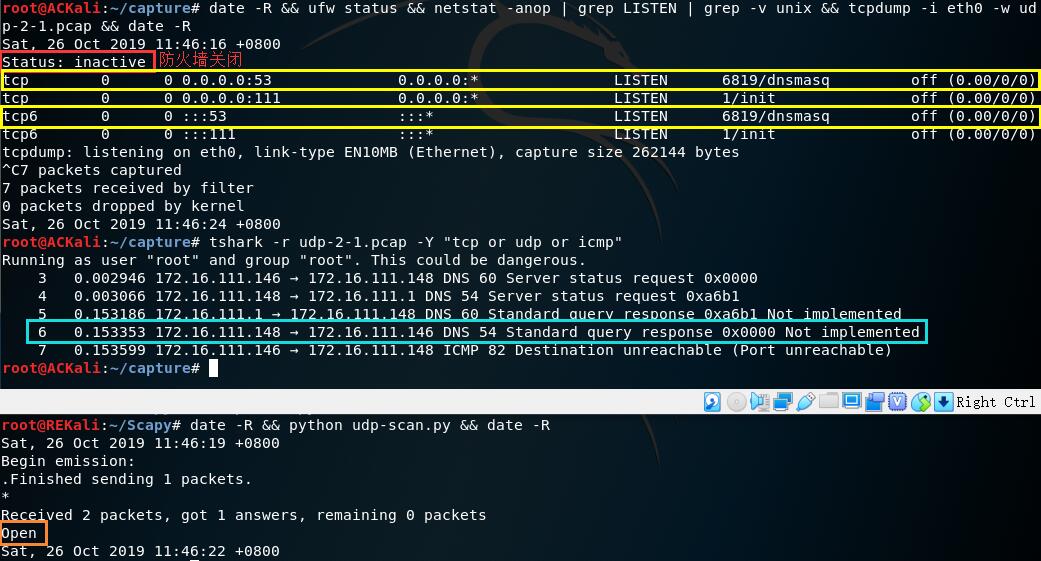 root@ACKali:~/capture# date -R && ufw status && netstat -anop | grep LISTEN | grep -v unix && tcpdump -i eth0 -w ud
p-2-1.pcap && date -R
Sat, 26 Oct 2019 11:46:16 +0800
Status: inactive 防火墙关闭
tcp 0 0 0.0.0.0:53 0.0.0.0:* LISTEN 6819/dnsmasq off (0.00/0/0)
tcp 0 0 0.0.0.0:111 0.0.0.0:* LISTEN 1/init off (0.00/0/0)
tcp6 0 0 :::53 :::* LISTEN 6819/dnsmasq off (0.00/0/0)
tcp6 0 0 :::111 :::* LISTEN 1/init off (0.00/0/0)
tcpdump: listening on eth0, link-type EN10MB (Ethernet), capture size 262144 bytes
^C7 packets captured
7 packets received by filter
0 packets dropped by kernel
Sat, 26 Oct 2019 11:46:24 +0800
root@ACKali:~/capture# tshark -r udp-2-1.pcap -Y "tcp or udp or icmp"
Running as user "root" and group "root". This could be dangerous.
3 0.002946 172.16.111.146 → 172.16.111.148 DNS 60 Server status request 0x0000
4 0.003066 172.16.111.148 → 172.16.111.1 DNS 54 Server status request 0xa6b1
5 0.153186 172.16.111.1 → 172.16.111.148 DNS 60 Standard query response 0xa6b1 Not implemented
6 0.153353 172.16.111.148 → 172.16.111.146 DNS 54 Standard query response 0x0000 Not implemented
7 0.153599 172.16.111.146 → 172.16.111.148 ICMP 82 Destination unreachable (Port unreachable)
root@ACKali:~/capture#
Right Ctrl
root@REKali:~/Scapy# date -R && python udp-scan.py && date -R
Sat, 26 Oct 2019 11:46:19 +0800
Begin emission:
.Finished sending 1 packets.
*
Received 2 packets, got 1 answers, remaining 0 packets
Open
Sat, 26 Oct 2019 11:46:22 +0800